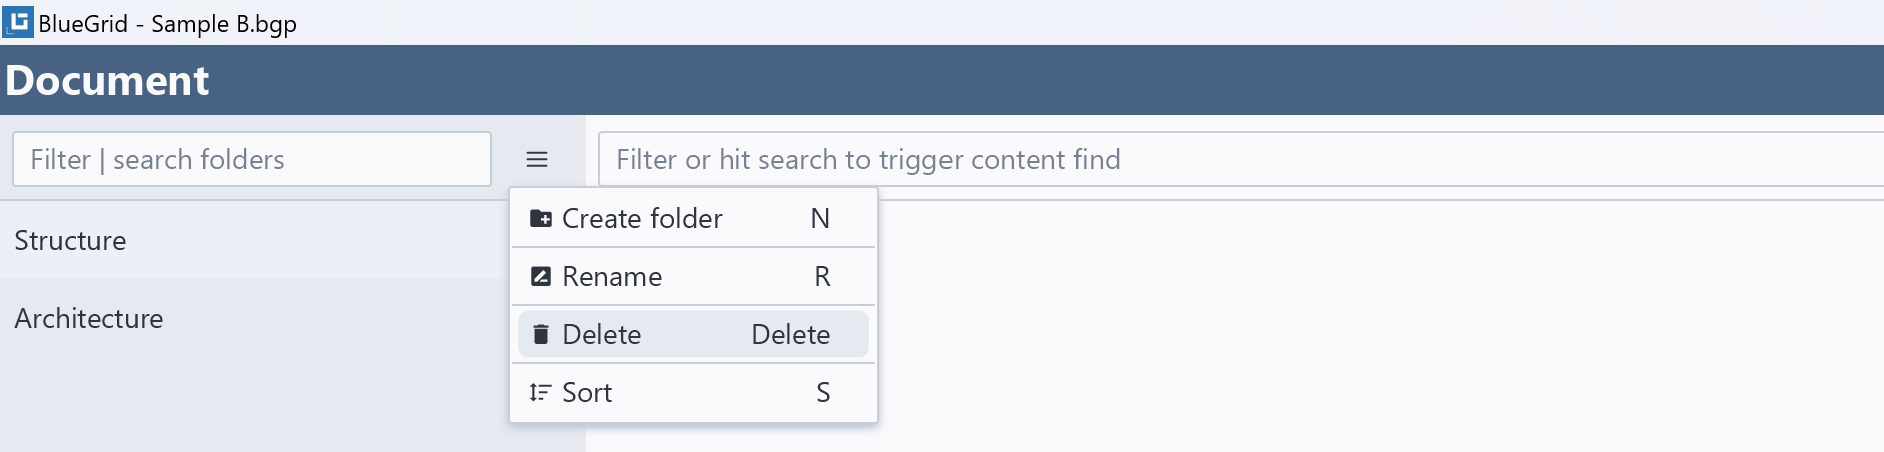 BlueGrid - Sample B.bgp
Document
Filter | search folders
Filter or hit search to trigger content find
Structure
Architecture
Create folder N
Rename R
Delete Delete
Sort S